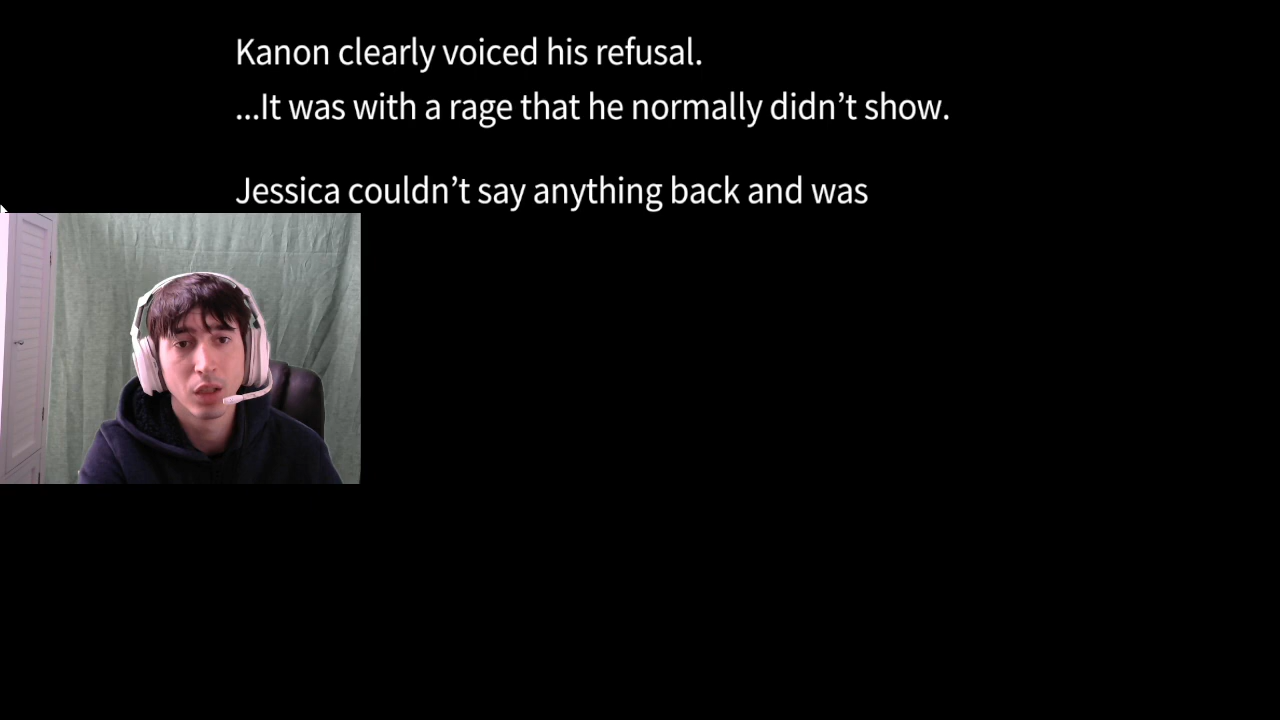 Kanon clearly voiced his refusal.
...It was with a rage that he normally didn’t show.
Jessica couldn’t say anything back and was